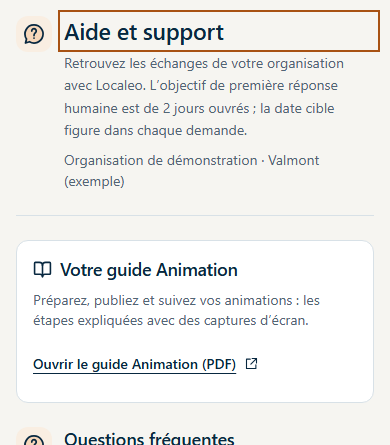 Aide et support
Retrouvez les échanges de votre organisation
avec Localeo. L’objectif de première réponse
humaine est de 2 jours ouvrés ; la date cible
figure dans chaque demande.
Organisation de démonstration · Valmont
(exemple)
Votre guide Animation
Préparez, publiez et suivez vos animations : les
étapes expliquées avec des captures d’écran.
Ouvrir le guide Animation (PDF)
Questions fréquentes